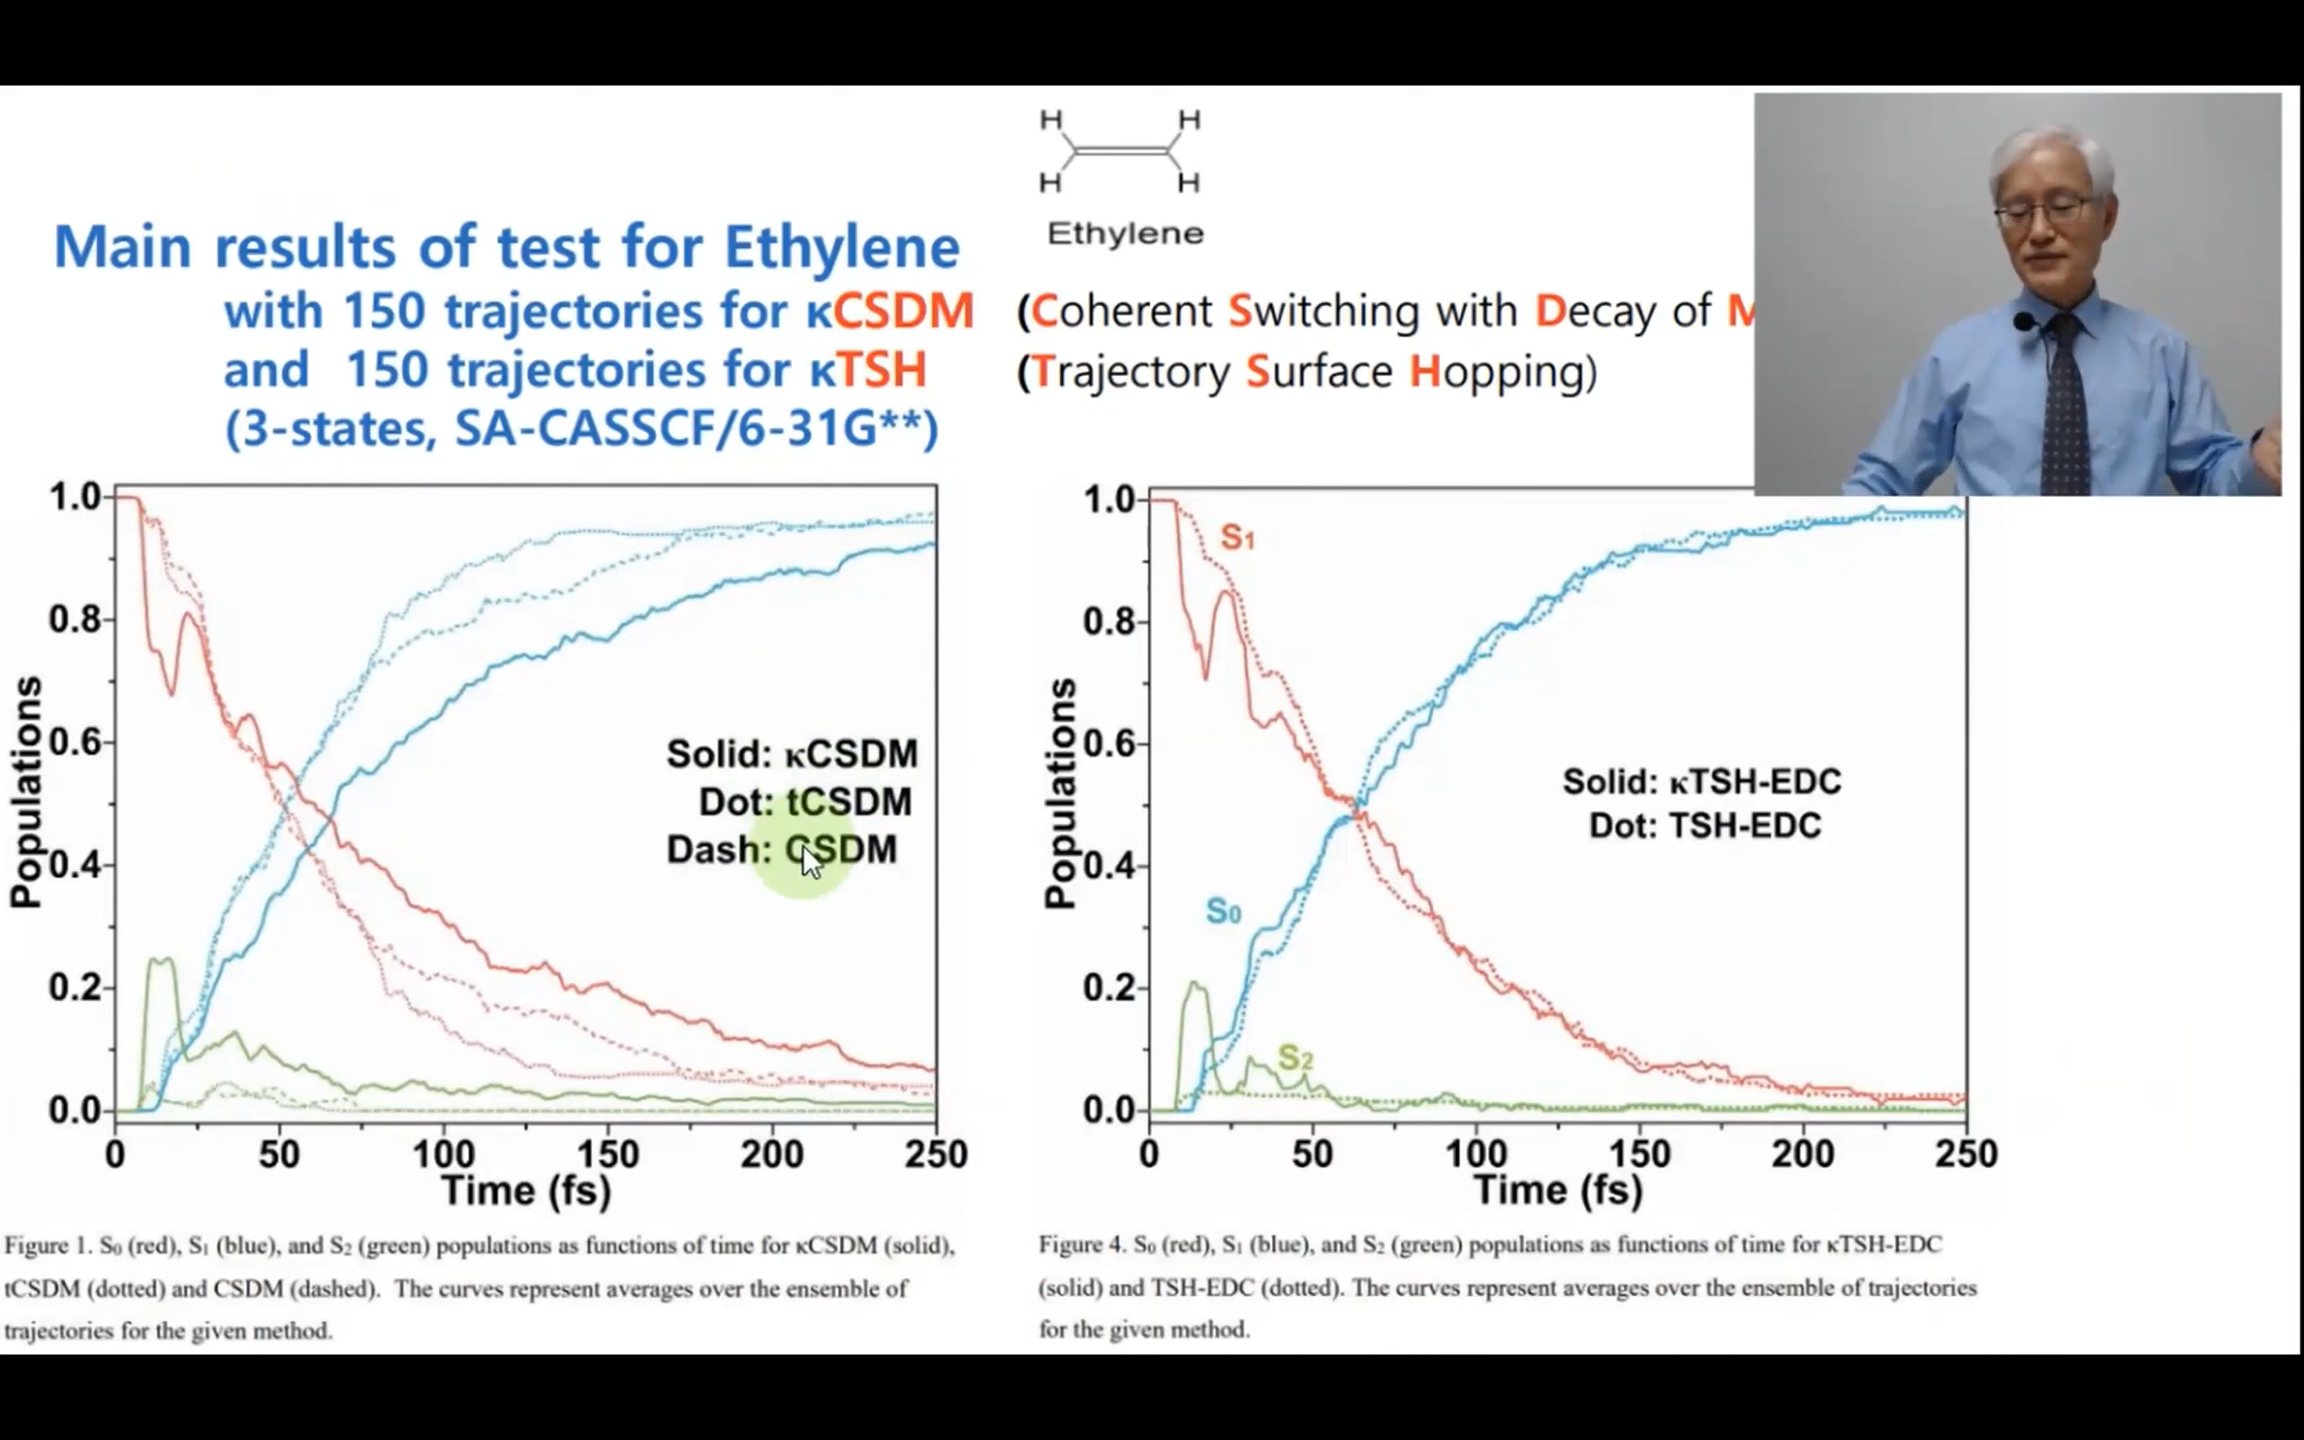 H H
H H
Ethylene
Main results of test for Ethylene
with 150 trajectories for κCSDM (Coherent Switching with Decay of M
and 150 trajectories for κTSH (Trajectory Surface Hopping)
(3-states, SA-CASSCF/6-31G**)
Populations
1.0
0.8
0.6
0.4
0.2
0.0
Solid: κCSDM
Dot: tCSDM
Dash: CSDM
0 50 100 150 200 250
Time (fs)
Populations
1.0
0.8
0.6
0.4
0.2
0.0
S1
S0
S2
Solid: κTSH-EDC
Dot: TSH-EDC
0 50 100 150 200 250
Time (fs)
Figure 1. S0 (red), S1 (blue), and S2 (green) populations as functions of time for κCSDM (solid),
tCSDM (dotted) and CSDM (dashed). The curves represent averages over the ensemble of
trajectories for the given method.
Figure 4. S0 (red), S1 (blue), and S2 (green) populations as functions of time for κTSH-EDC
(solid) and TSH-EDC (dotted). The curves represent averages over the ensemble of trajectories
for the given method.